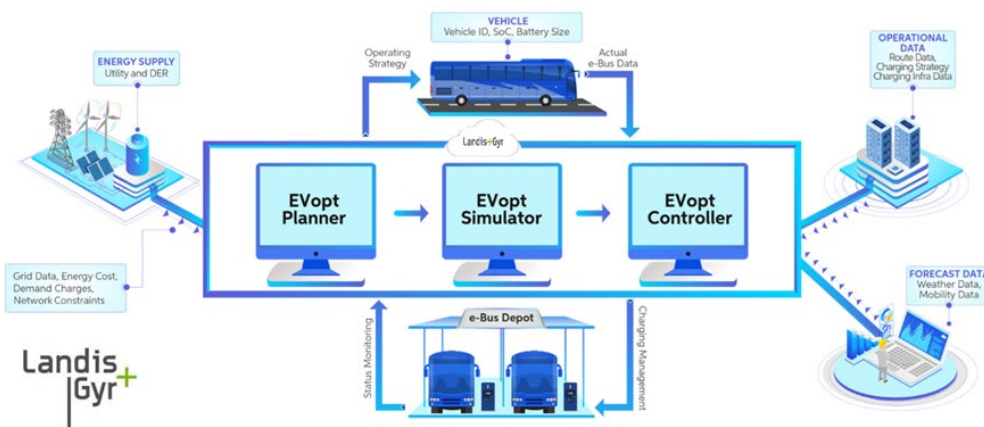 VEHICLE
Vehicle ID, SoC, Battery Size
ENERGY SUPPLY
Utility and DER
Operating
Strategy
Actual
e-Bus Data
OPERATIONAL
DATA
Route Data,
Charging Strategy
Charging Infra Data
Landis+Gyr
EVopt
Planner
EVopt
Simulator
EVopt
Controller
Grid Data, Energy Cost,
Demand Charges,
Network Constraints
FORECAST DATA
Weather Data,
Mobility Data
Status Monitoring
e-Bus Depot
Charging Management
Landis+
Gyr